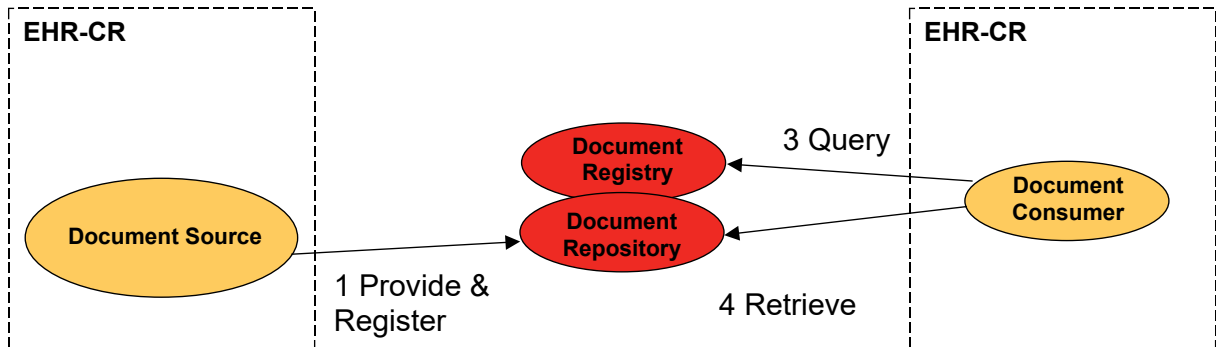 EHR-CR
EHR-CR
3 Query
Document
Registry
Document
Consumer
Document Source
Document
Repository
1 Provide &
Register
4 Retrieve